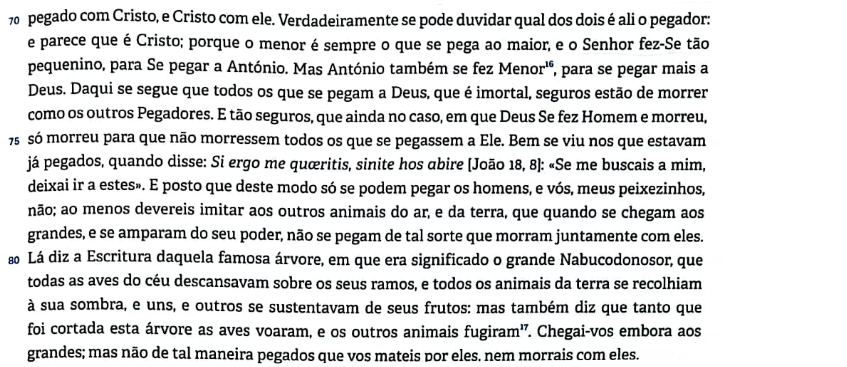 70 pegado com Cristo, e Cristo com ele. Verdadeiramente se pode duvidar qual dos dois é ali o pegador:
e parece que é Cristo; porque o menor é sempre o que se pega ao maior, e o Senhor fez-Se tão
pequenino, para Se pegar a António. Mas António também se fez Menor¹⁶, para se pegar mais a
Deus. Daqui se segue que todos os que se pegam a Deus, que é imortal, seguros estão de morrer
como os outros Pegadores. E tão seguros, que ainda no caso, em que Deus Se fez Homem e morreu,
75 só morreu para que não morressem todos os que se pegassem a Ele. Bem se viu nos que estavam
já pegados, quando disse: Si ergo me quæritis, sinite hos abire [João 18, 8]: «Se me buscais a mim,
deixai ir a estes». E posto que deste modo só se podem pegar os homens, e vós, meus peixezinhos,
não; ao menos devereis imitar aos outros animais do ar, e da terra, que quando se chegam aos
grandes, e se amparam do seu poder, não se pegam de tal sorte que morram juntamente com eles.
80 Lá diz a Escritura daquela famosa árvore, em que era significado o grande Nabucodonosor, que
todas as aves do céu descansavam sobre os seus ramos, e todos os animais da terra se recolhiam
à sua sombra, e uns, e outros se sustentavam de seus frutos: mas também diz que tanto que
foi cortada esta árvore as aves voaram, e os outros animais fugiram¹⁷. Chegai-vos embora aos
grandes; mas não de tal maneira pegados que vos mateis por eles, nem morrais com eles.